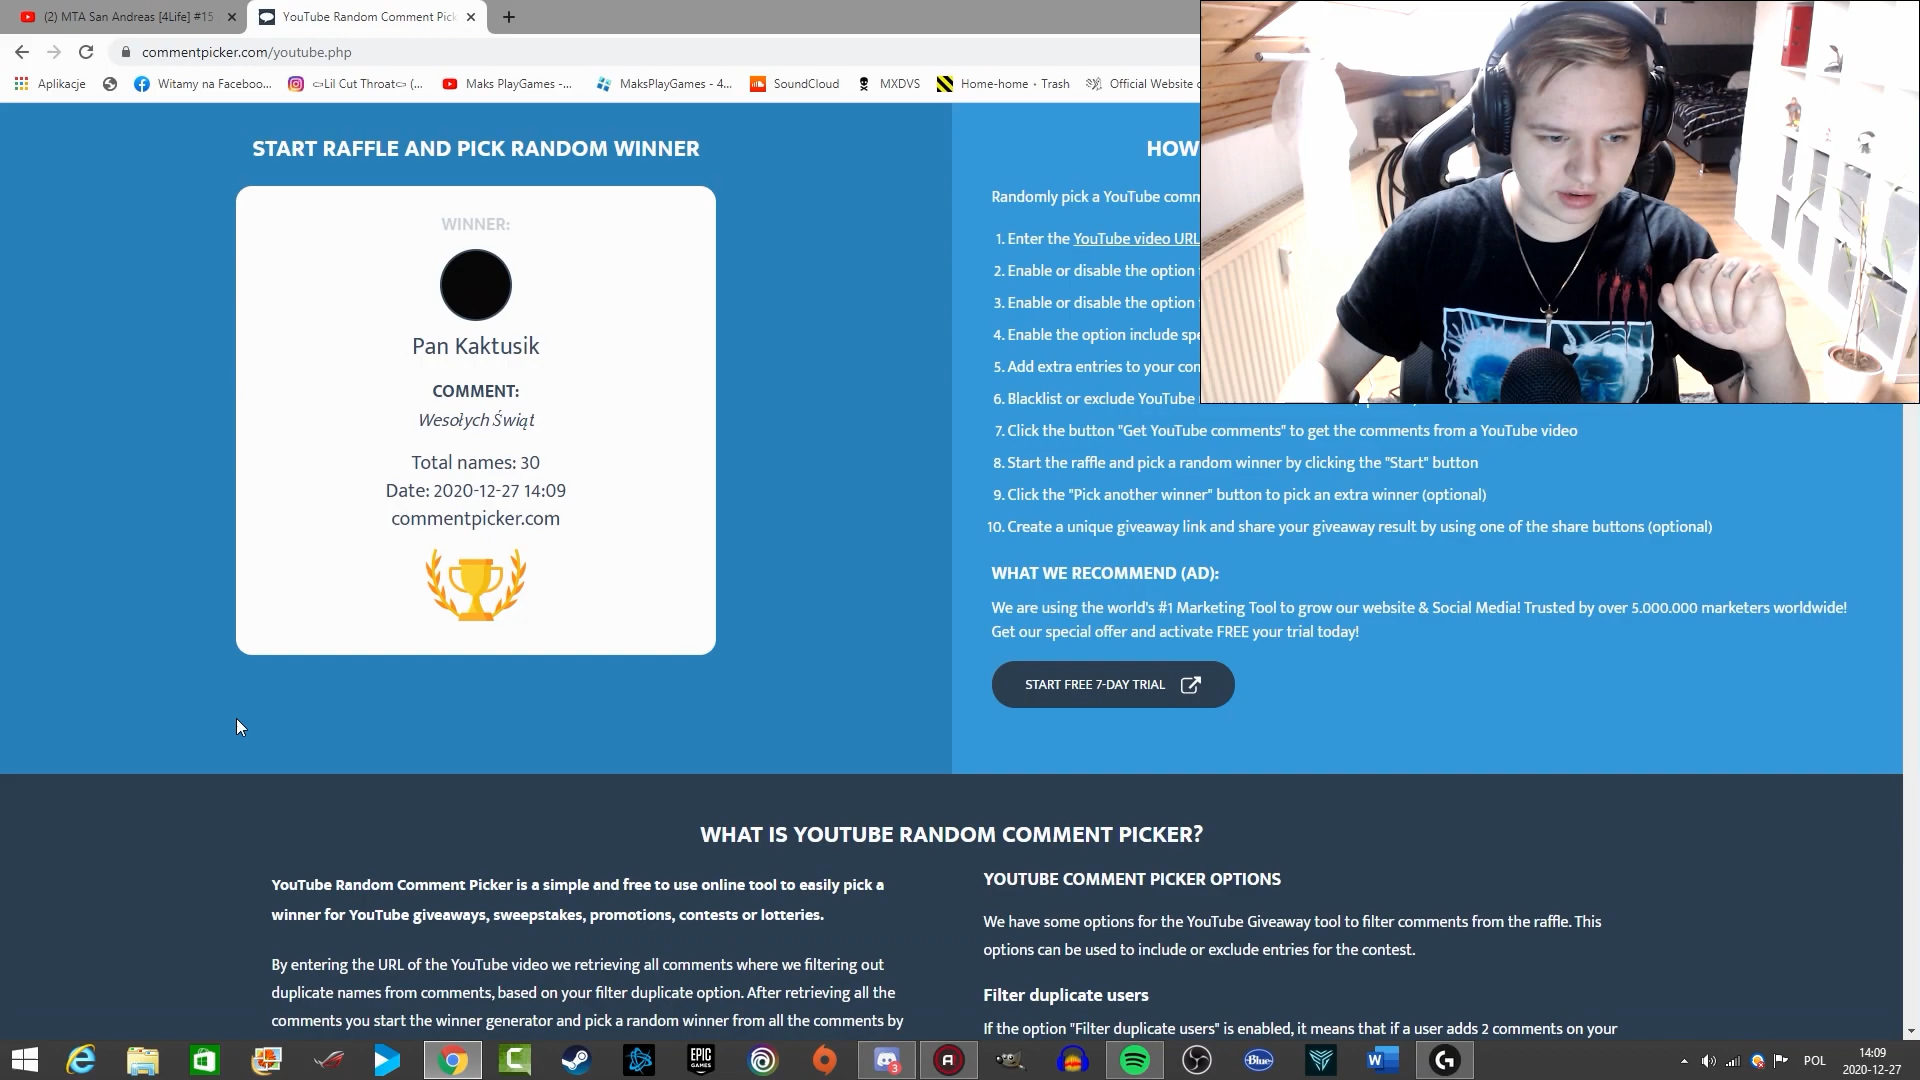 (2) MTA San Andreas [4Life] #15
YouTube Random Comment Pick
commentpicker.com/youtube.php
Aplikacje
Witamy na Faceboo...
⊂Lil Cut Throat⊂ (...
Maks PlayGames -...
MaksPlayGames - 4...
SoundCloud
MXDVS
Home-home • Trash
Official Website o
START RAFFLE AND PICK RANDOM WINNER
WINNER:
Pan Kaktusik
COMMENT:
Wesołych Świąt
Total names: 30
Date: 2020-12-27 14:09
commentpicker.com
HOW
Randomly pick a YouTube comm
1. Enter the YouTube video URL
2. Enable or disable the option
3. Enable or disable the option
4. Enable the option include spe
5. Add extra entries to your com
6. Blacklist or exclude YouTube
7. Click the button "Get YouTube comments" to get the comments from a YouTube video
8. Start the raffle and pick a random winner by clicking the "Start" button
9. Click the "Pick another winner" button to pick an extra winner (optional)
10. Create a unique giveaway link and share your giveaway result by using one of the share buttons (optional)
WHAT WE RECOMMEND (AD):
We are using the world's #1 Marketing Tool to grow our website & Social Media! Trusted by over 5.000.000 marketers worldwide!
Get our special offer and activate FREE your trial today!
START FREE 7-DAY TRIAL
WHAT IS YOUTUBE RANDOM COMMENT PICKER?
YouTube Random Comment Picker is a simple and free to use online tool to easily pick a
winner for YouTube giveaways, sweepstakes, promotions, contests or lotteries.
By entering the URL of the YouTube video we retrieving all comments where we filtering out
duplicate names from comments, based on your filter duplicate option. After retrieving all the
comments you start the winner generator and pick a random winner from all the comments by
YOUTUBE COMMENT PICKER OPTIONS
We have some options for the YouTube Giveaway tool to filter comments from the raffle. This
options can be used to include or exclude entries for the contest.
Filter duplicate users
If the option "Filter duplicate users" is enabled, it means that if a user adds 2 comments on your
EPIC
GAMES
3
Blue
POL
14:09
2020-12-27